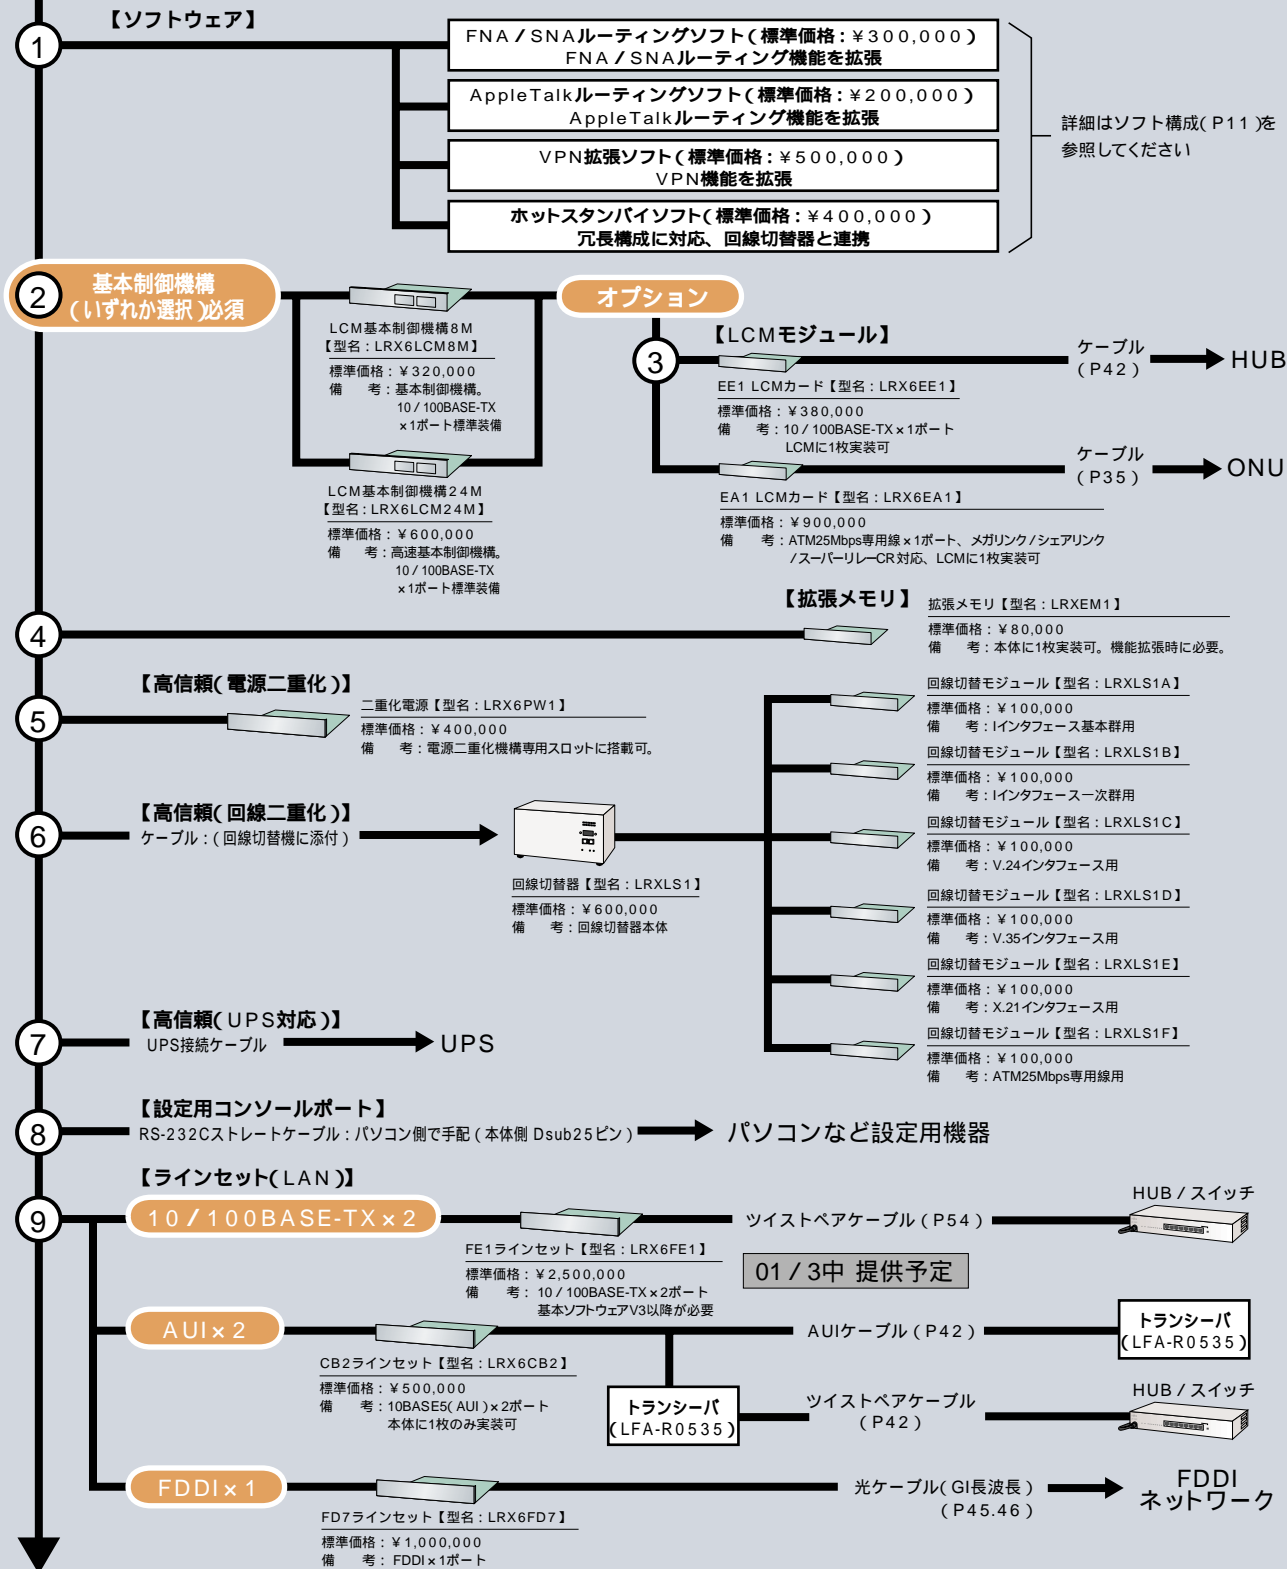 【ソフトウェア】
1
FNA/SNAルーティングソフト(標準価格:¥300,000)
FNA/SNAルーティング機能を拡張
AppleTalkルーティングソフト(標準価格:¥200,000)
AppleTalkルーティング機能を拡張
VPN拡張ソフト(標準価格:¥500,000)
VPN機能を拡張
ホットスタンバイソフト(標準価格:¥400,000)
冗長構成に対応、回線切替器と連携
詳細はソフト構成(P11)を
参照してください
2
基本制御機構
(いずれか選択)必須
LCM基本制御機構8M
【型名:LRX6LCM8M】
標準価格:¥320,000
備 考:基本制御機構。
10/100BASE-TX
×1ポート標準装備
LCM基本制御機構24M
【型名:LRX6LCM24M】
標準価格:¥600,000
備 考:高速基本制御機構。
10/100BASE-TX
×1ポート標準装備
オプション
3
【LCMモジュール】
EE1 LCMカード【型名:LRX6EE1】
標準価格:¥380,000
備 考:10/100BASE-TX×1ポート
LCMに1枚実装可
ケーブル
(P42)
HUB
EA1 LCMカード【型名:LRX6EA1】
標準価格:¥900,000
備 考:ATM25Mbps専用線×1ポート、メガリンク/シェアリンク
/スーパーリレーCR対応、LCMに1枚実装可
ケーブル
(P35)
ONU
4
【拡張メモリ】
拡張メモリ【型名:LRXEM1】
標準価格:¥80,000
備 考:本体に1枚実装可。機能拡張時に必要。
5
【高信頼(電源二重化)】
二重化電源【型名:LRX6PW1】
標準価格:¥400,000
備 考:電源二重化機構専用スロットに搭載可。
6
【高信頼(回線二重化)】
ケーブル:(回線切替機に添付)
回線切替器【型名:LRXLS1】
標準価格:¥600,000
備 考:回線切替器本体
回線切替モジュール【型名:LRXLS1A】
標準価格:¥100,000
備 考:Iインタフェース基本群用
回線切替モジュール【型名:LRXLS1B】
標準価格:¥100,000
備 考:Iインタフェース一次群用
回線切替モジュール【型名:LRXLS1C】
標準価格:¥100,000
備 考:V.24インタフェース用
回線切替モジュール【型名:LRXLS1D】
標準価格:¥100,000
備 考:V.35インタフェース用
回線切替モジュール【型名:LRXLS1E】
標準価格:¥100,000
備 考:X.21インタフェース用
回線切替モジュール【型名:LRXLS1F】
標準価格:¥100,000
備 考:ATM25Mbps専用線用
7
【高信頼(UPS対応)】
UPS接続ケーブル
UPS
8
【設定用コンソールポート】
RS-232Cストレートケーブル:パソコン側で手配(本体側 Dsub25ピン)
パソコンなど設定用機器
9
【ラインセット(LAN)】
10/100BASE-TX×2
FE1ラインセット【型名:LRX6FE1】
標準価格:¥2,500,000
備 考:10/100BASE-TX×2ポート
基本ソフトウェアV3以降が必要
ツイストペアケーブル(P54)
HUB/スイッチ
01/3中 提供予定
AUI×2
CB2ラインセット【型名:LRX6CB2】
標準価格:¥500,000
備 考:10BASE5(AUI)×2ポート
本体に1枚のみ実装可
AUIケーブル(P42)
トランシーバ
(LFA-R0535)
トランシーバ
(LFA-R0535)
ツイストペアケーブル
(P42)
HUB/スイッチ
FDDI×1
FD7ラインセット【型名:LRX6FD7】
標準価格:¥1,000,000
備 考:FDDI×1ポート
光ケーブル(GI長波長)
(P45.46)
FDDI
ネットワーク